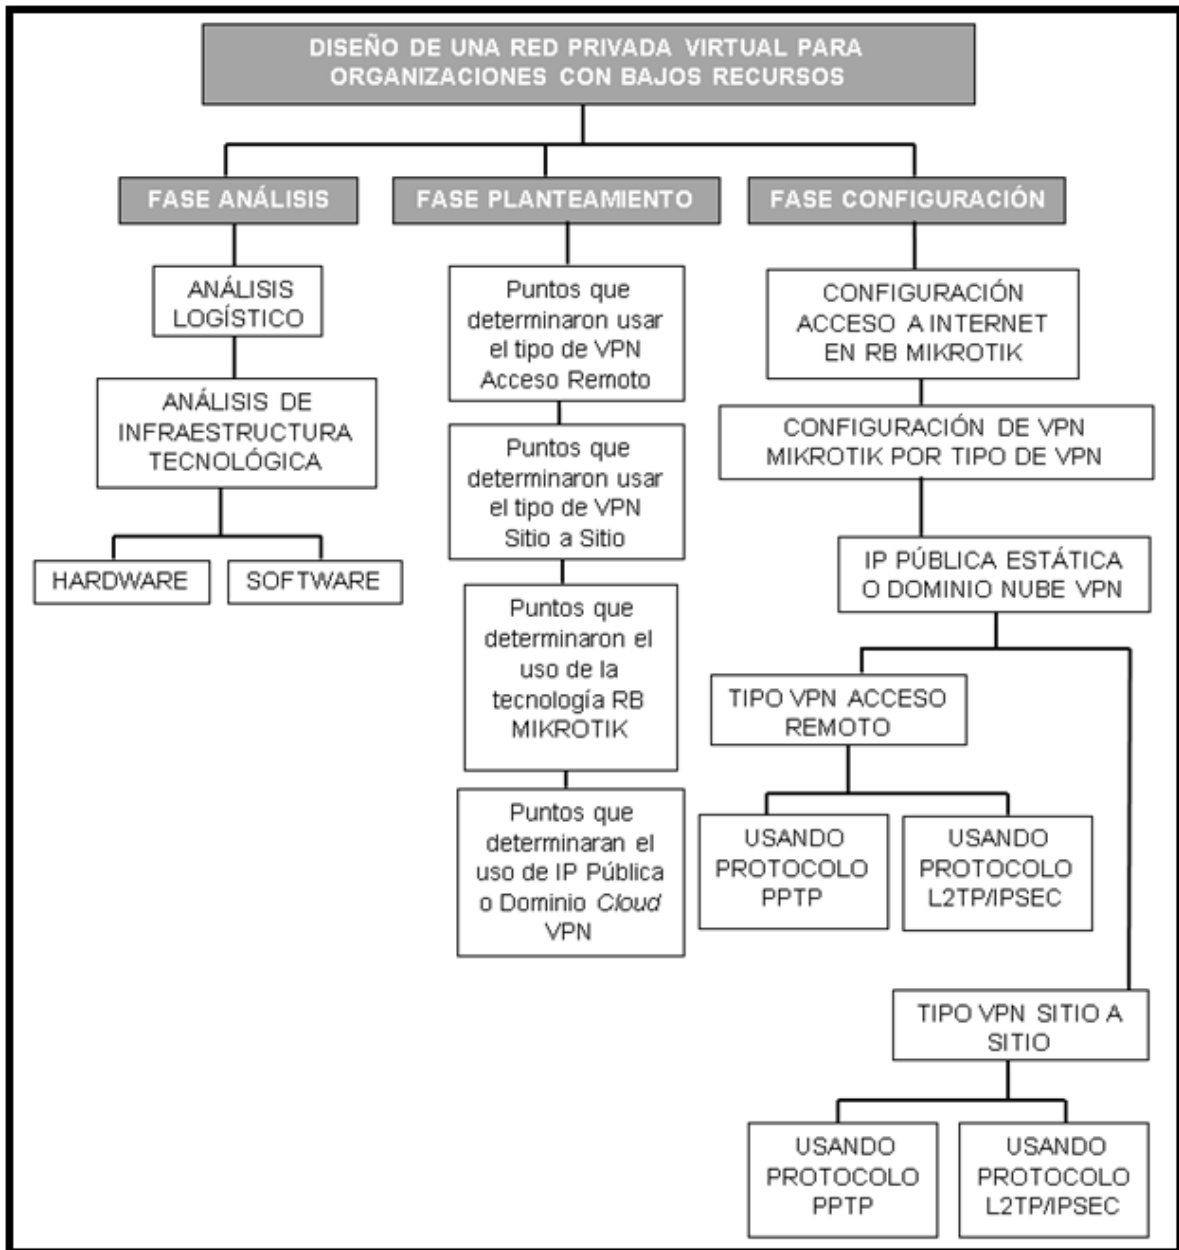 DISEÑO DE UNA RED PRIVADA VIRTUAL PARA
ORGANIZACIONES CON BAJOS RECURSOS
FASE ANÁLISIS
ANÁLISIS
LOGÍSTICO
ANÁLISIS DE
INFRAESTRUCTURA
TECNOLÓGICA
HARDWARE
SOFTWARE
FASE PLANTEAMIENTO
Puntos que
determinaron usar
el tipo de VPN
Acceso Remoto
Puntos que
determinaron usar
el tipo de VPN
Sitio a Sitio
Puntos que
determinaron el
uso de la
tecnología RB
MIKROTIK
Puntos que
determinaran el
uso de IP Pública
o Dominio Cloud
VPN
FASE CONFIGURACIÓN
CONFIGURACIÓN
ACCESO A INTERNET
EN RB MIKROTIK
CONFIGURACIÓN DE VPN
MIKROTIK POR TIPO DE VPN
IP PÚBLICA ESTÁTICA
O DOMINIO NUBE VPN
TIPO VPN ACCESO
REMOTO
USANDO
PROTOCOLO
PPTP
USANDO
PROTOCOLO
L2TP/IPSEC
TIPO VPN SITIO A
SITIO
USANDO
PROTOCOLO
PPTP
USANDO
PROTOCOLO
L2TP/IPSEC